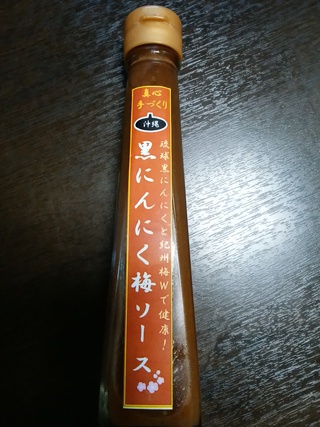 真心
手づくり
沖縄
琉球黒にんにくと紀州梅Wで健康!
黒にんにく梅ソース